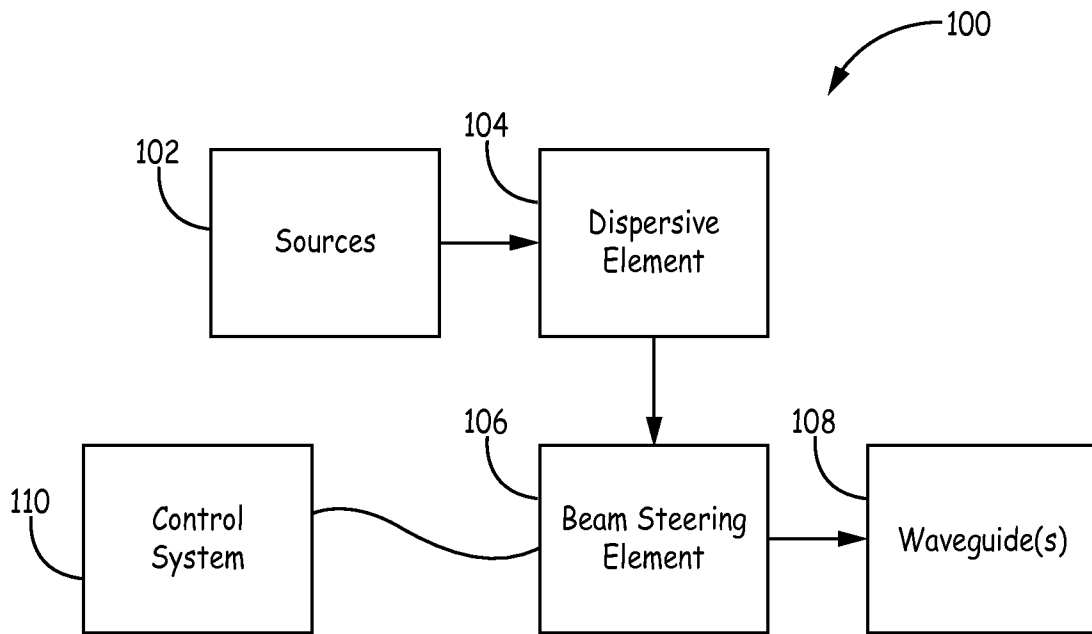 100
102
104
Sources
Dispersive
Element
106
108
110
Control
System
Beam Steering
Element
Waveguide(s)